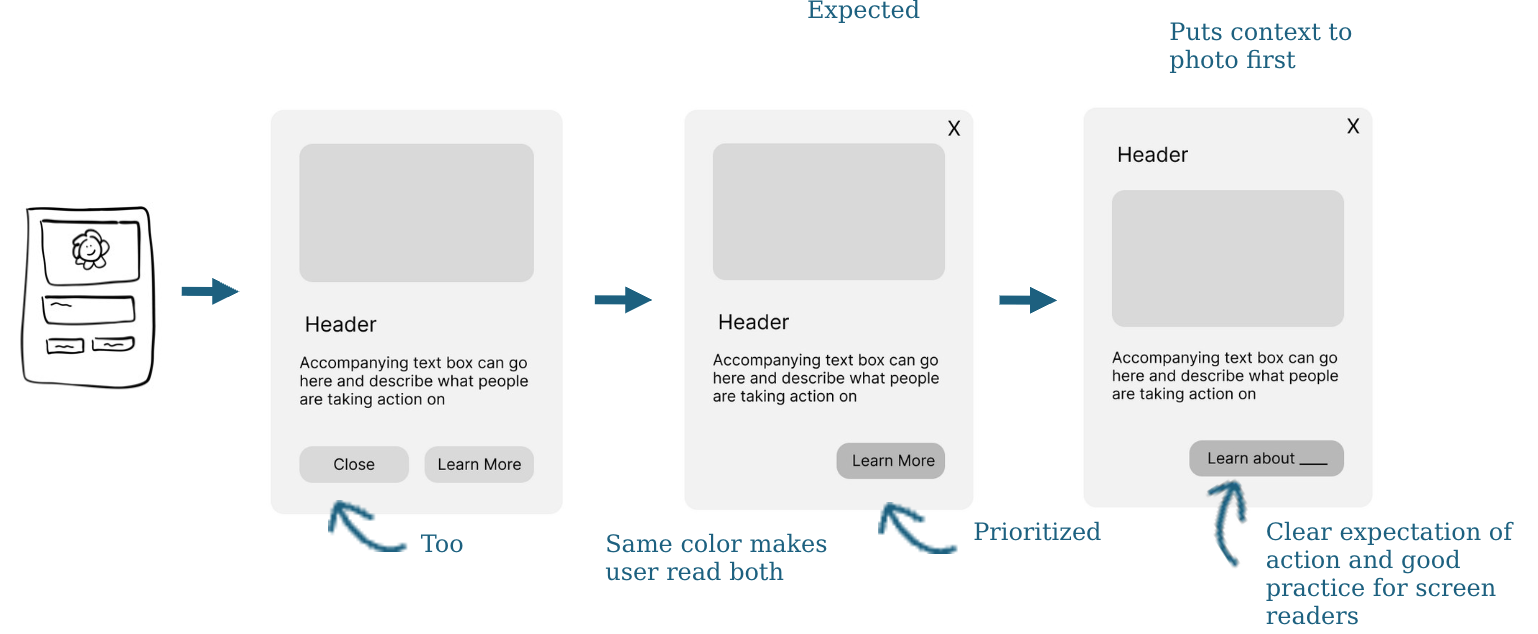 Expected
Puts context to
photo first
Header
Accompanying text box can go
here and describe what people
are taking action on
Close
Learn More
Too
X
Header
Accompanying text box can go
here and describe what people
are taking action on
Learn More
Same color makes
user read both
Prioritized
X
Header
Accompanying text box can go
here and describe what people
are taking action on
Learn about ___
Clear expectation of
action and good
practice for screen
readers